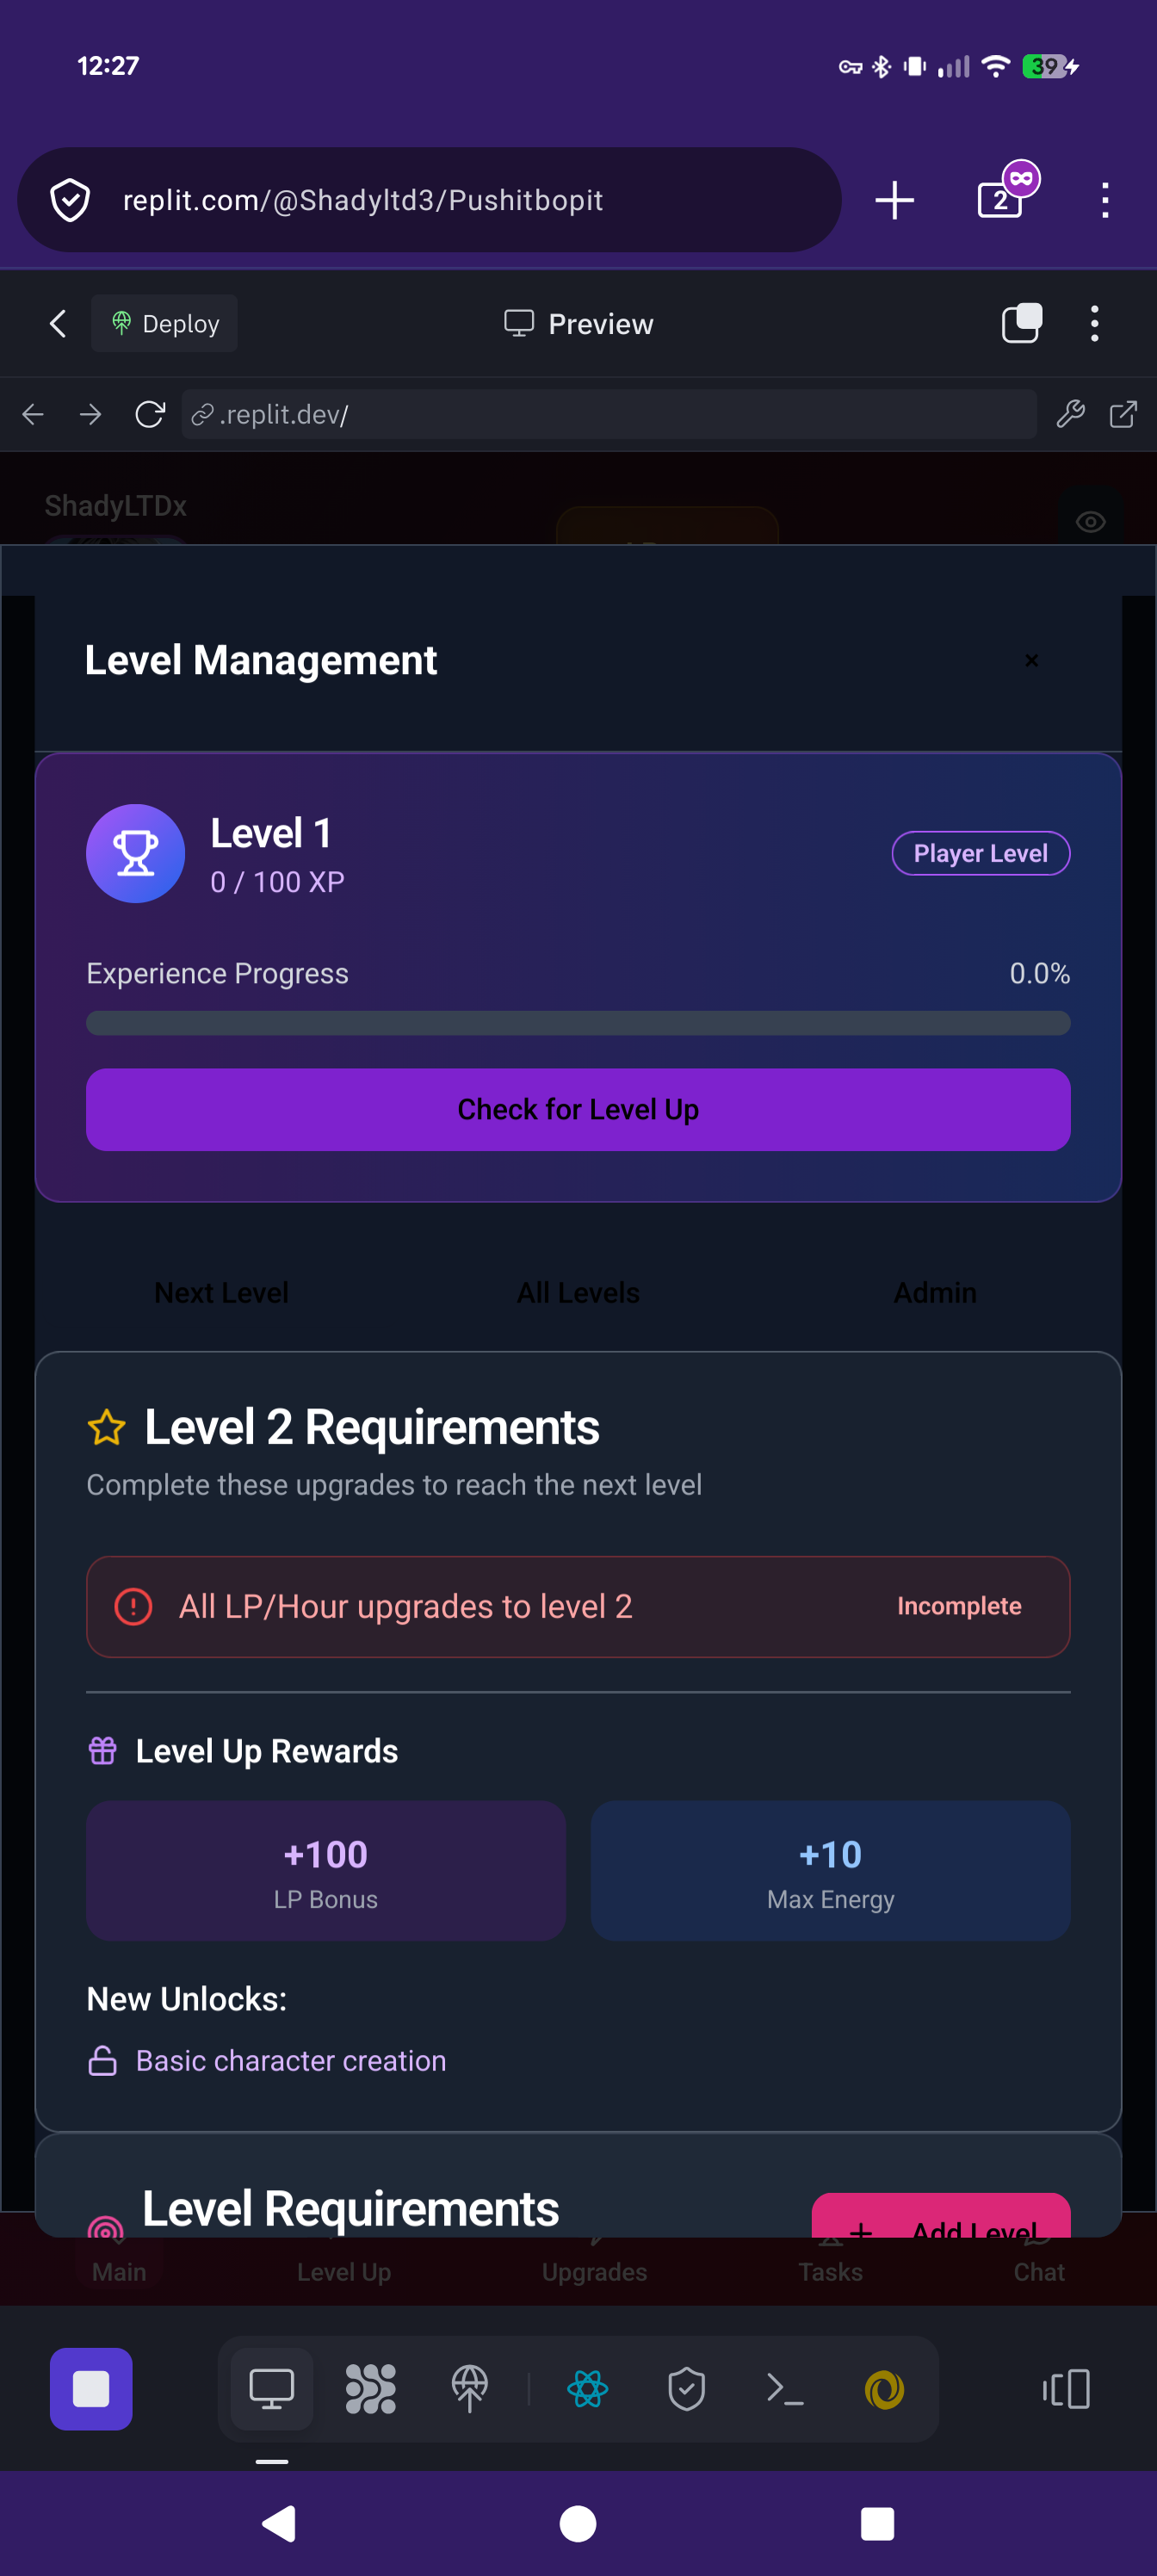 12:27
39
replit.com/@Shadyltd3/Pushitbopit
2
Deploy
Preview
.replit.dev/
ShadyLTDx
Level Management
×
Level 1
0 / 100 XP
Player Level
Experience Progress
0.0%
Check for Level Up
Next Level
All Levels
Admin
Level 2 Requirements
Complete these upgrades to reach the next level
All LP/Hour upgrades to level 2
Incomplete
Level Up Rewards
+100
LP Bonus
+10
Max Energy
New Unlocks:
Basic character creation
Level Requirements
+ Add Level
Main
Level Up
Upgrades
Tasks
Chat